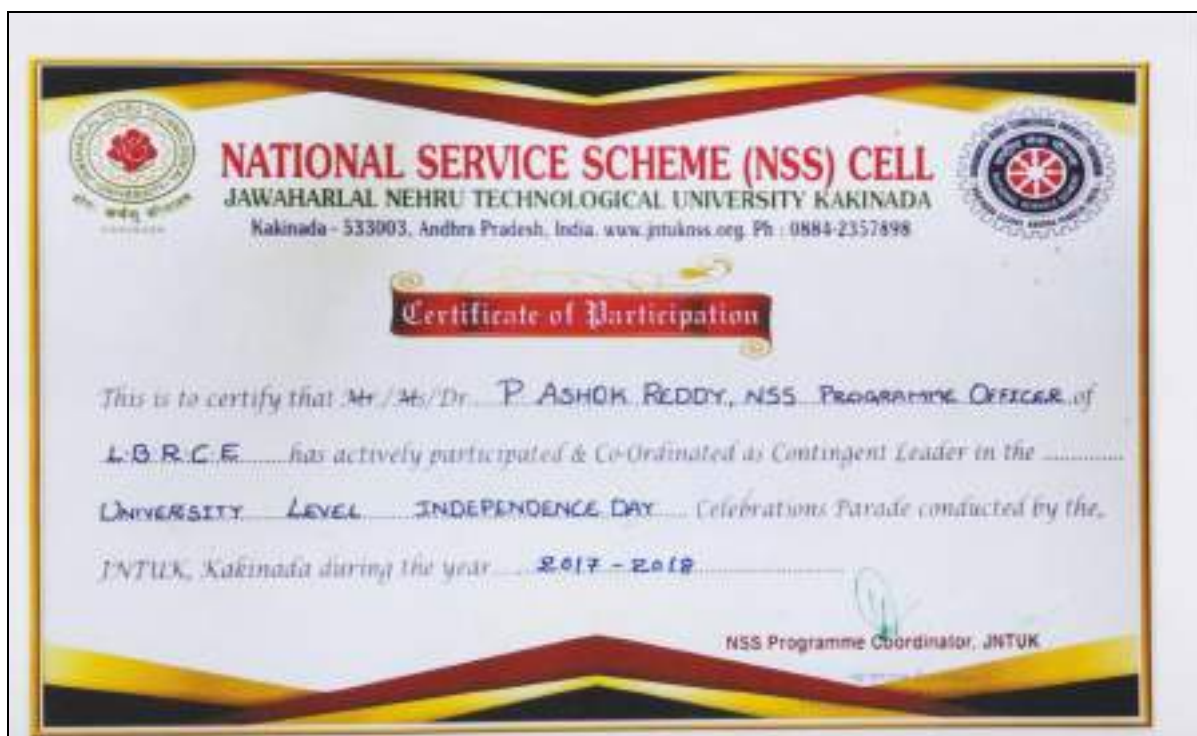 NATIONAL SERVICE SCHEME (NSS) CELL
JAWAHARLAL NEHRU TECHNOLOGICAL UNIVERSITY KAKINADA
Kakinada - 533003, Andhra Pradesh, India. www.jntuknss.org Ph : 0884-2357898
Certificate of Participation
This is to certify that Mr/Ms/Dr. P ASHOK REDDY, NSS PROGRAMME OFFICER of
L.B.R.C.E has actively participated & Co-Ordinated as Contingent Leader in the
UNIVERSITY LEVEL INDEPENDENCE DAY Celebrations Parade conducted by the,
JNTUK, Kakinada during the year 2017 - 2018
NSS Programme Coordinator, JNTUK